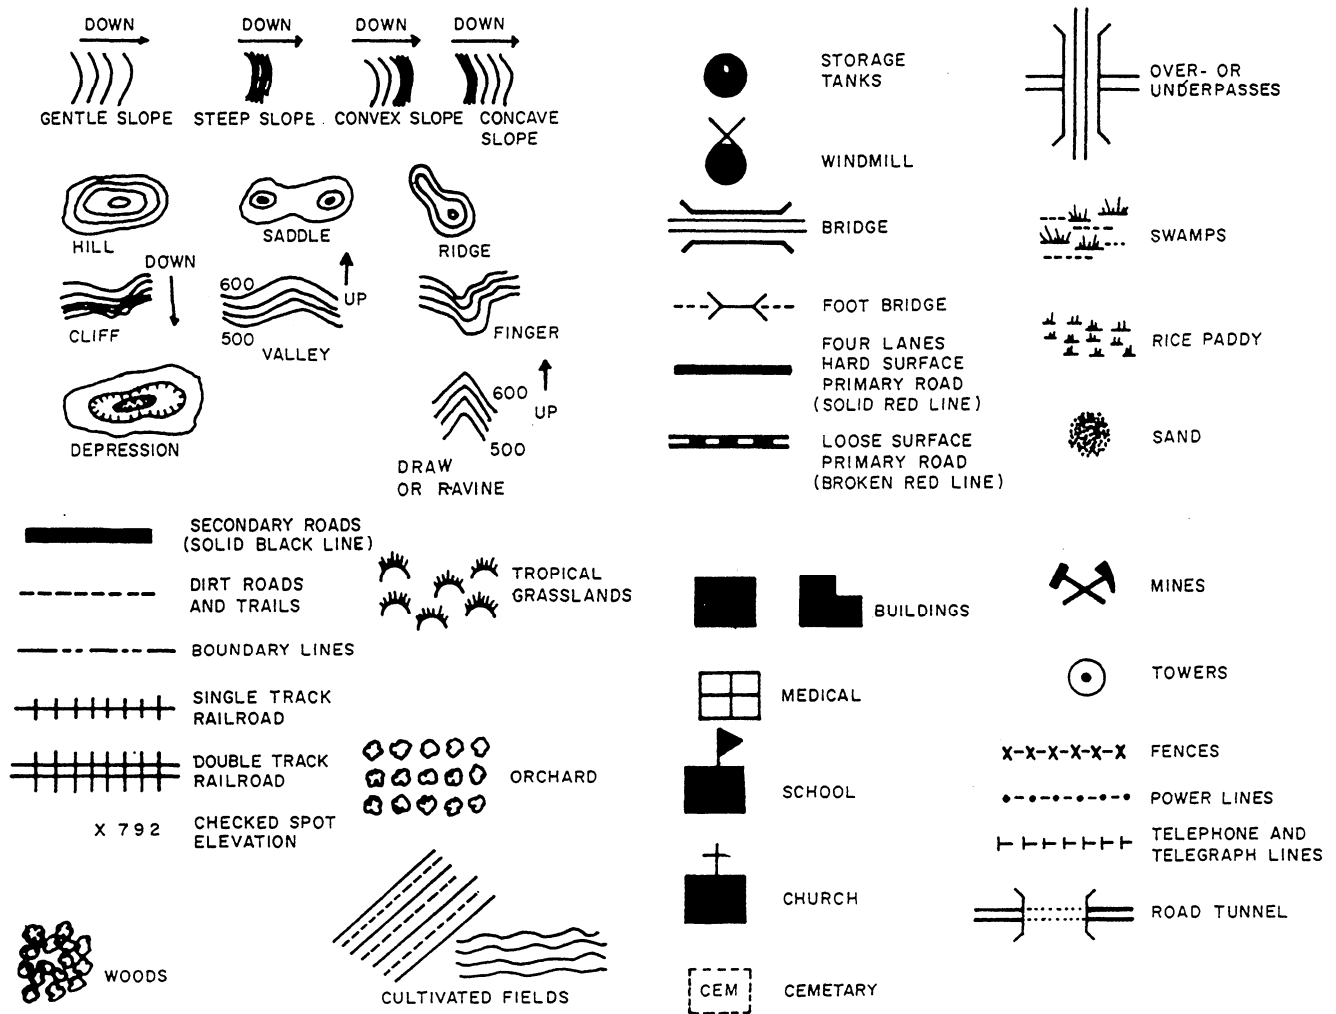 DOWN
DOWN
DOWN
DOWN
GENTLE SLOPE
STEEP SLOPE
CONVEX SLOPE
CONCAVE
SLOPE
HILL
SADDLE
RIDGE
DOWN
CLIFF
600
500
UP
VALLEY
FINGER
DEPRESSION
600
500
UP
DRAW
OR RAVINE
SECONDARY ROADS
(SOLID BLACK LINE)
DIRT ROADS
AND TRAILS
BOUNDARY LINES
SINGLE TRACK
RAILROAD
DOUBLE TRACK
RAILROAD
X 792
CHECKED SPOT
ELEVATION
WOODS
TROPICAL
GRASSLANDS
ORCHARD
CULTIVATED FIELDS
STORAGE
TANKS
WINDMILL
BRIDGE
FOOT BRIDGE
FOUR LANES
HARD SURFACE
PRIMARY ROAD
(SOLID RED LINE)
LOOSE SURFACE
PRIMARY ROAD
(BROKEN RED LINE)
BUILDINGS
MEDICAL
SCHOOL
CHURCH
CEM
CEMETARY
OVER- OR
UNDERPASSES
SWAMPS
RICE PADDY
SAND
MINES
TOWERS
X-X-X-X-X-X
FENCES
POWER LINES
TELEPHONE AND
TELEGRAPH LINES
ROAD TUNNEL